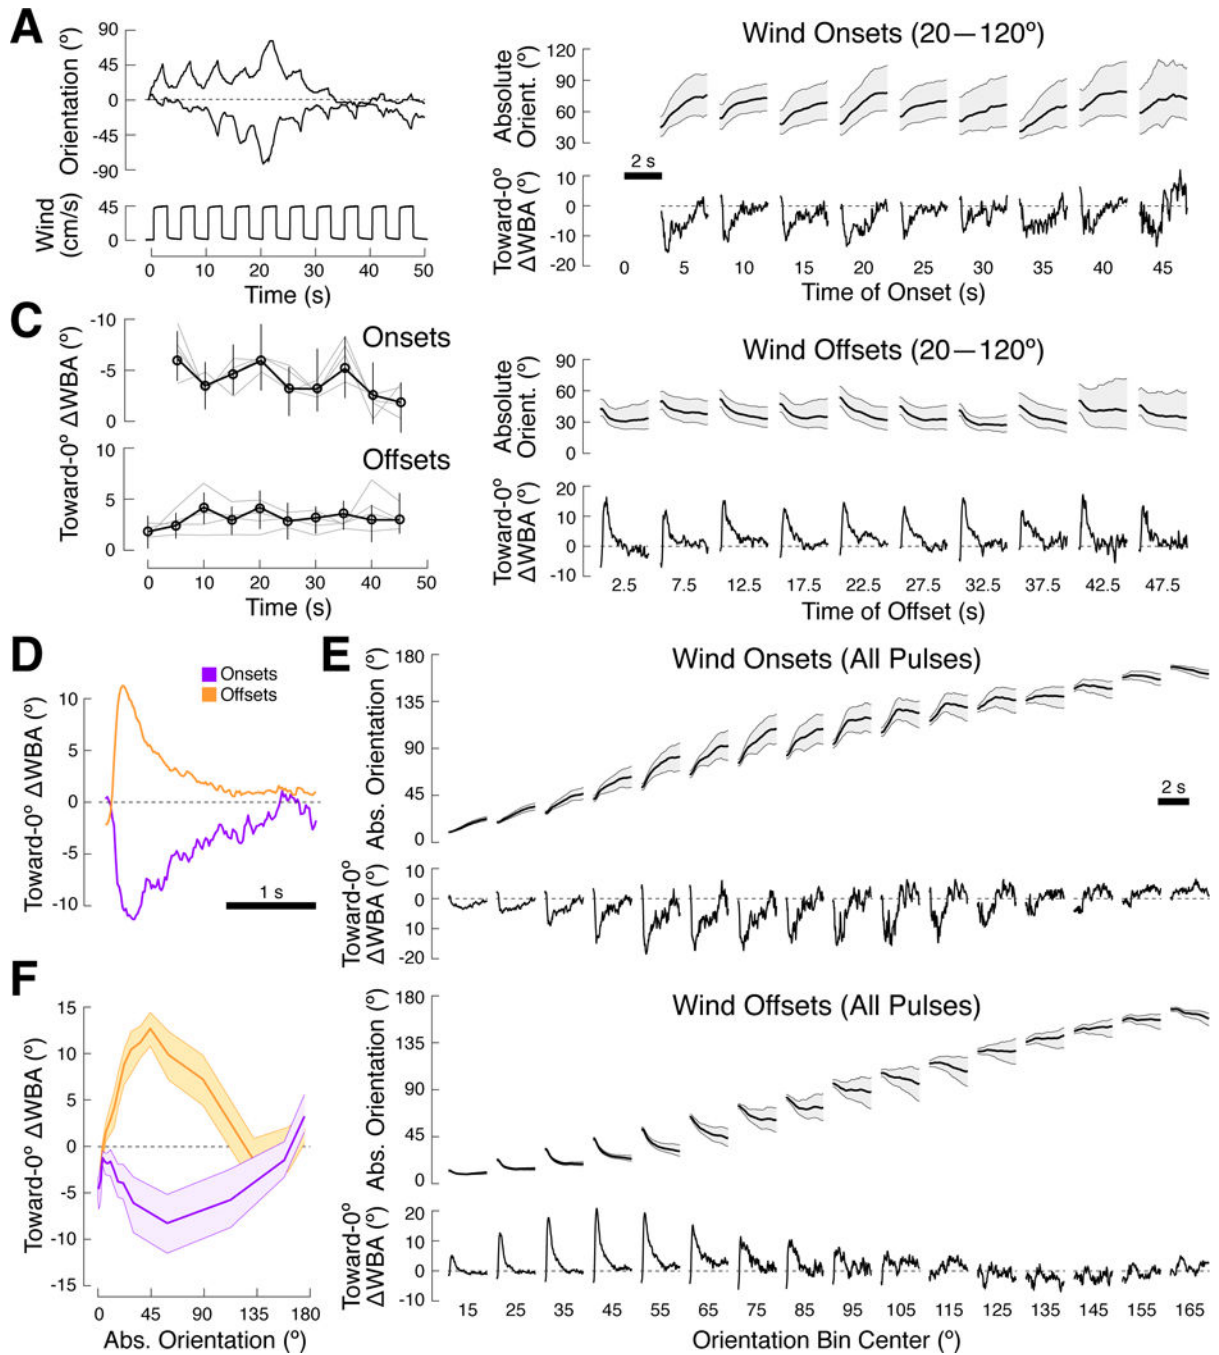 A
Orientation (º)
90
45
0
-45
-90
Wind
(cm/s)
45
0
0 10 20 30 40 50
Time (s)
Wind Onsets (20—120º)
Absolute
Orient. (º)
120
90
60
30
2 s
Toward-0º
ΔWBA (º)
10
0
-10
-20
0 5 10 15 20 25 30 35 40 45
Time of Onset (s)
C
Toward-0º ΔWBA (º)
-10
-5
0
Onsets
10
5
0
Offsets
0 10 20 30 40 50
Time (s)
Wind Offsets (20—120º)
Absolute
Orient. (º)
90
60
30
0
Toward-0º
ΔWBA (º)
20
10
0
-10
2.5 7.5 12.5 17.5 22.5 27.5 32.5 37.5 42.5 47.5
Time of Offset (s)
D
Onsets
Offsets
Toward-0º ΔWBA (º)
10
5
0
-5
-10
1 s
E
Wind Onsets (All Pulses)
Abs. Orientation (º)
180
135
90
45
0
2 s
Toward-0º
ΔWBA (º)
10
0
-10
-20
F
Toward-0º ΔWBA (º)
15
10
5
0
-5
-10
-15
0 45 90 135 180
Abs. Orientation (º)
Wind Offsets (All Pulses)
Abs. Orientation (º)
180
135
90
45
0
Toward-0º
ΔWBA (º)
20
10
0
-10
15 25 35 45 55 65 75 85 95 105 115 125 135 145 155 165
Orientation Bin Center (º)